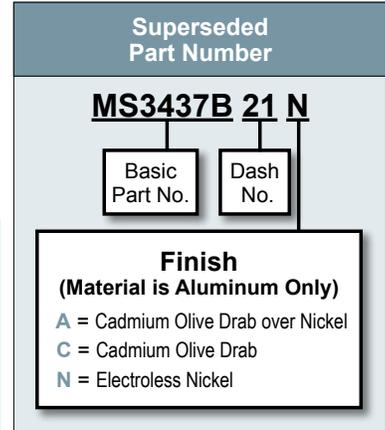 Superseded
Part Number
MS3437B 21 N
Basic
Part No.
Dash
No.
Finish
(Material is Aluminum Only)
A = Cadmium Olive Drab over Nickel
C = Cadmium Olive Drab
N = Electroless Nickel